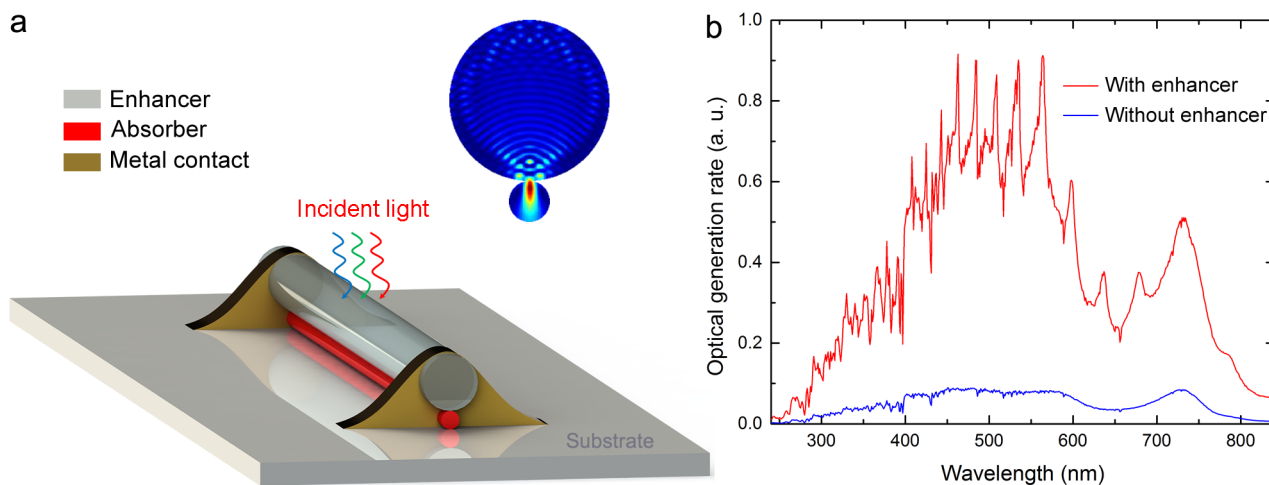 a
Enhancer
Absorber
Metal contact
Incident light
Substrate
b
With enhancer
Without enhancer
Optical generation rate (a. u.)
1.0
0.8
0.6
0.4
0.2
0.0
300 400 500 600 700 800
Wavelength (nm)